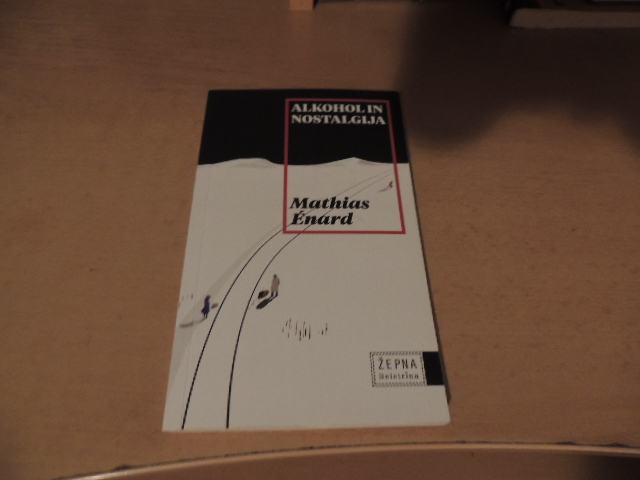 ALKOHOL IN
NOSTALGIJA
Mathias
Énard
ŽEPNA
Beletrina